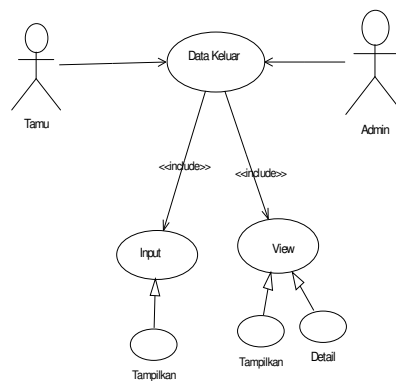 Data Keluar
Tamu
Admin
<<include>>
<<include>>
Input
View
Tampilkan
Tampilkan
Detail